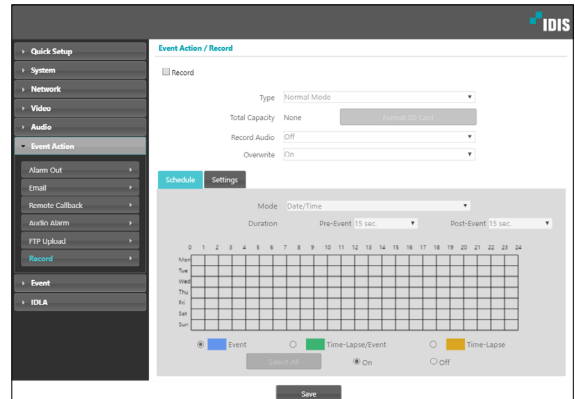 IDIS
Quick Setup
System
Network
Video
Audio
Event Action
Alarm Out
Email
Remote Callback
Audio Alarm
FTP Upload
Record
Event
IDLA
Event Action / Record
Record
Type Normal Mode
Total Capacity None Format SD Card
Record Audio Off
Overwrite On
Schedule Settings
Mode Date/Time
Duration Pre-Event 15 sec. Post-Event 15 sec.
0 1 2 3 4 5 6 7 8 9 10 11 12 13 14 15 16 17 18 19 20 21 22 23 24
Mon
Tue
Wed
Thu
Fri
Sat
Sun
Event Time-Lapse/Event Time-Lapse
Select All On Off
Save